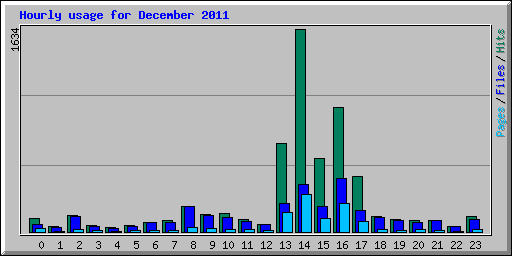 Hourly usage for December 2011
1634
Pages/Files/Hits
0 1 2 3 4 5 6 7 8 9 10 11 12 13 14 15 16 17 18 19 20 21 22 23